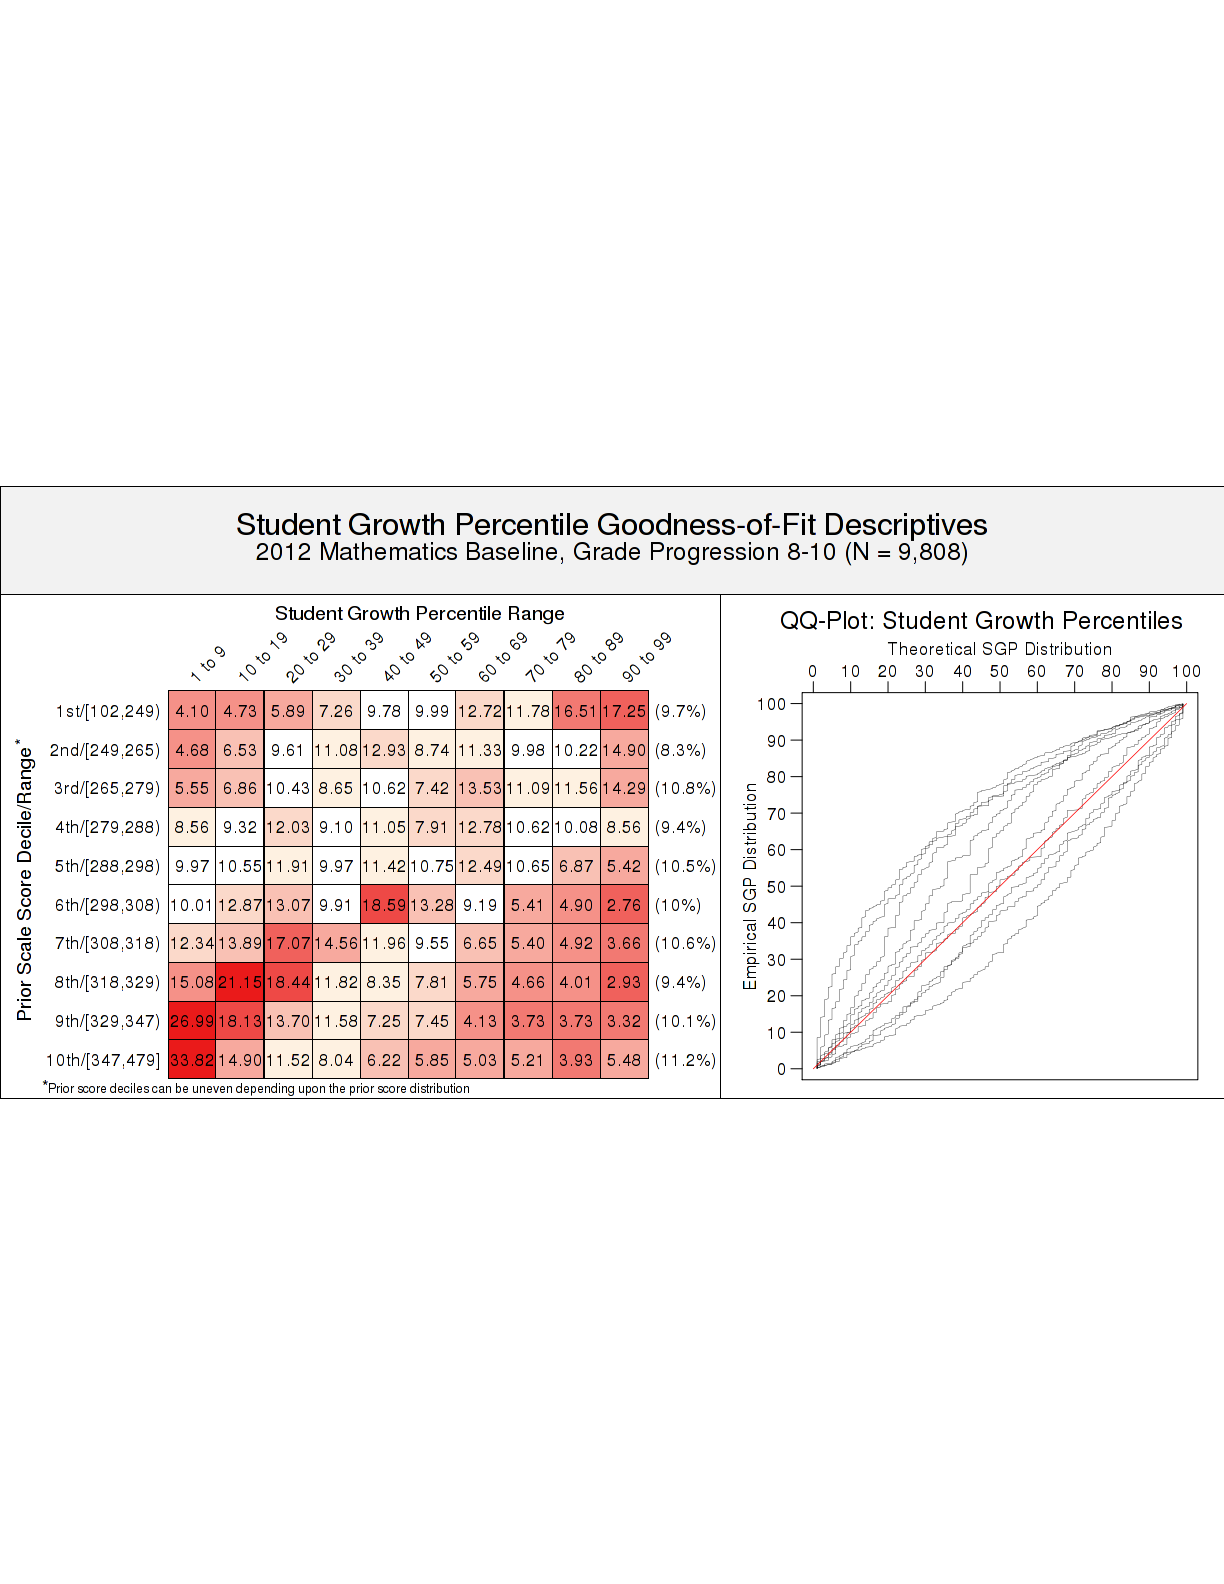 Student Growth Percentile Goodness-of-Fit Descriptives
2012 Mathematics Baseline, Grade Progression 8-10 (N = 9,808)
Student Growth Percentile Range
1 to 9 10 to 19 20 to 29 30 to 39 40 to 49 50 to 59 60 to 69 70 to 79 80 to 89 90 to 99
Prior Scale Score Decile/Range*
1st/[102,249) 4.10 4.73 5.89 7.26 9.78 9.99 12.72 11.78 16.51 17.25 (9.7%)
2nd/[249,265) 4.68 6.53 9.61 11.08 12.93 8.74 11.33 9.98 10.22 14.90 (8.3%)
3rd/[265,279) 5.55 6.86 10.43 8.65 10.62 7.42 13.53 11.09 11.56 14.29 (10.8%)
4th/[279,288) 8.56 9.32 12.03 9.10 11.05 7.91 12.78 10.62 10.08 8.56 (9.4%)
5th/[288,298) 9.97 10.55 11.91 9.97 11.42 10.75 12.49 10.65 6.87 5.42 (10.5%)
6th/[298,308) 10.01 12.87 13.07 9.91 18.59 13.28 9.19 5.41 4.90 2.76 (10%)
7th/[308,318) 12.34 13.89 17.07 14.56 11.96 9.55 6.65 5.40 4.92 3.66 (10.6%)
8th/[318,329) 15.08 21.15 18.44 11.82 8.35 7.81 5.75 4.66 4.01 2.93 (9.4%)
9th/[329,347) 26.99 18.13 13.70 11.58 7.25 7.45 4.13 3.73 3.73 3.32 (10.1%)
10th/[347,479] 33.82 14.90 11.52 8.04 6.22 5.85 5.03 5.21 3.93 5.48 (11.2%)
*Prior score deciles can be uneven depending upon the prior score distribution
QQ-Plot: Student Growth Percentiles
Theoretical SGP Distribution
0 10 20 30 40 50 60 70 80 90 100
Empirical SGP Distribution
100
90
80
70
60
50
40
30
20
10
0